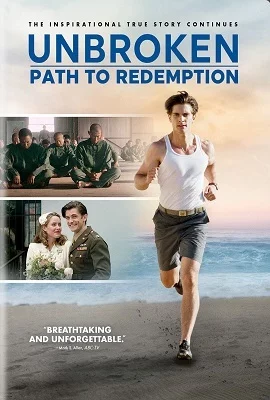 THE INSPIRATIONAL TRUE STORY CONTINUES
UNBROKEN
PATH TO REDEMPTION
"BREATHTAKING
AND UNFORGETTABLE."